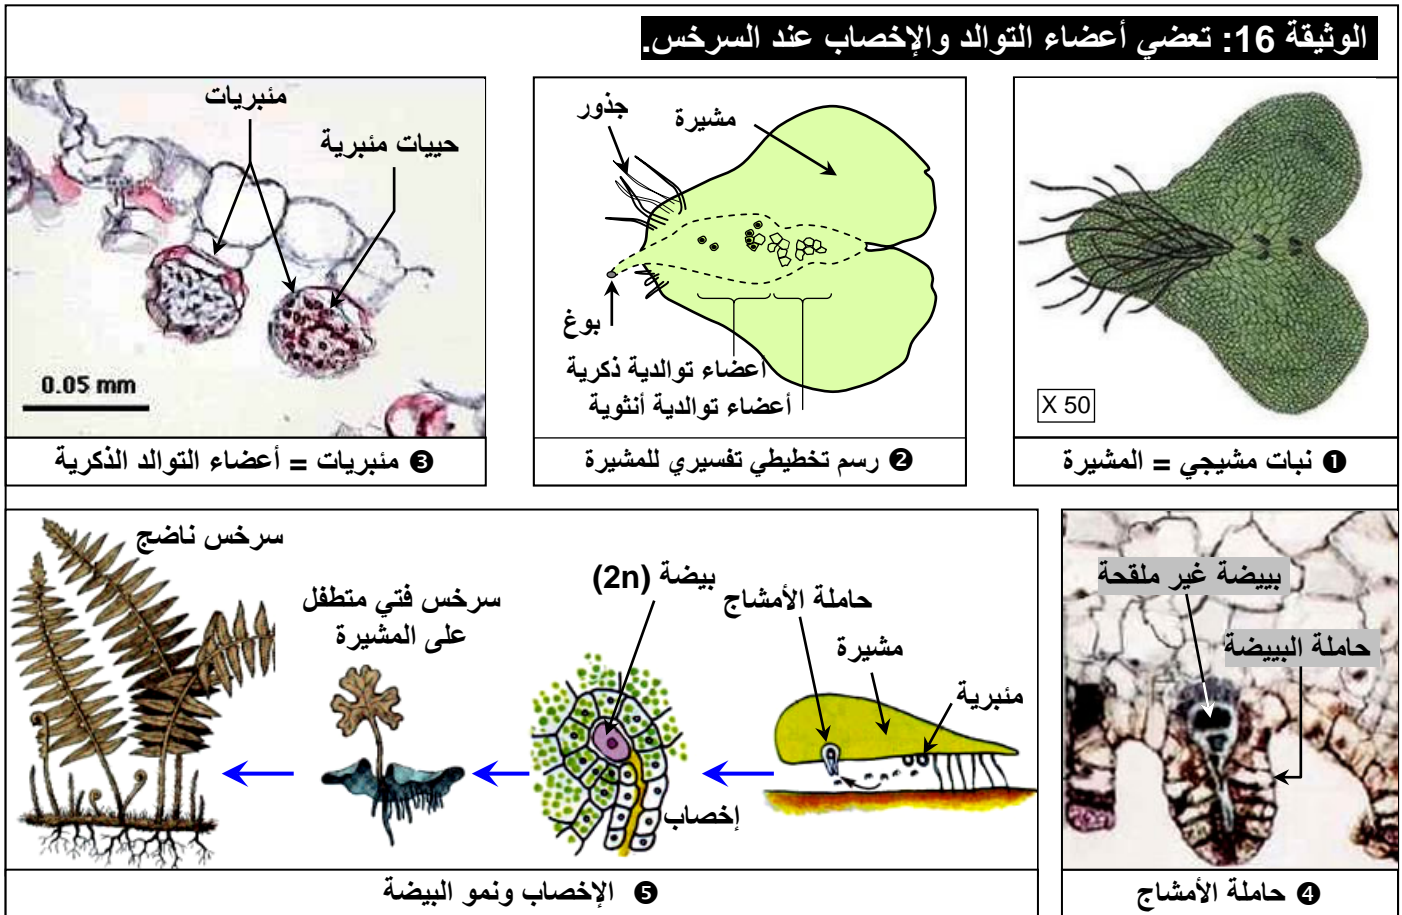 الوثيقة 16: تعضي أعضاء التوالد والإخصاب عند السرخس.
X 50
❶ نبات مشيجي = المشيرة
جذور
مشيرة
بوغ
أعضاء توالدية ذكرية
أعضاء توالدية أنثوية
❷ رسم تخطيطي تفسيري للمشيرة
مئبريات
حييات مئبرية
0.05 mm
❸ مئبريات = أعضاء التوالد الذكرية
بييضة غير ملقحة
حاملة البييضة
❹ حاملة الأمشاج
حاملة الأمشاج
مشيرة
مئبرية
بيضة (2n)
إخصاب
سرخس فتي متطفل
على المشيرة
سرخس ناضج
❺ الإخصاب ونمو البيضة